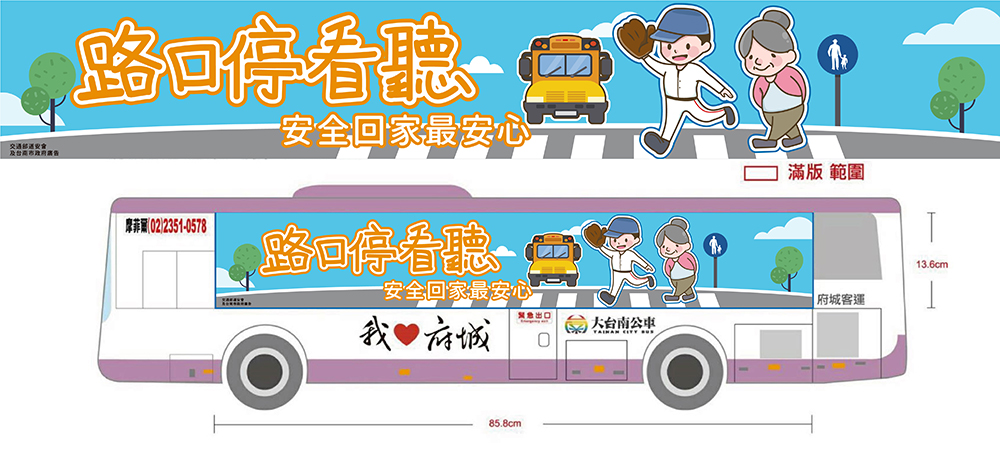 路口停看聽
安全回家最安心
交通部道安會
及台南市政府廣告
滿版 範圍
摩菲爾(02)2351-0578
路口停看聽
安全回家最安心
交通部道安會
及台南市政府廣告
13.6cm
府城客運
我❤府城
緊急出口
Emergency exit
大台南公車
TAINAN CITY BUS
85.8cm